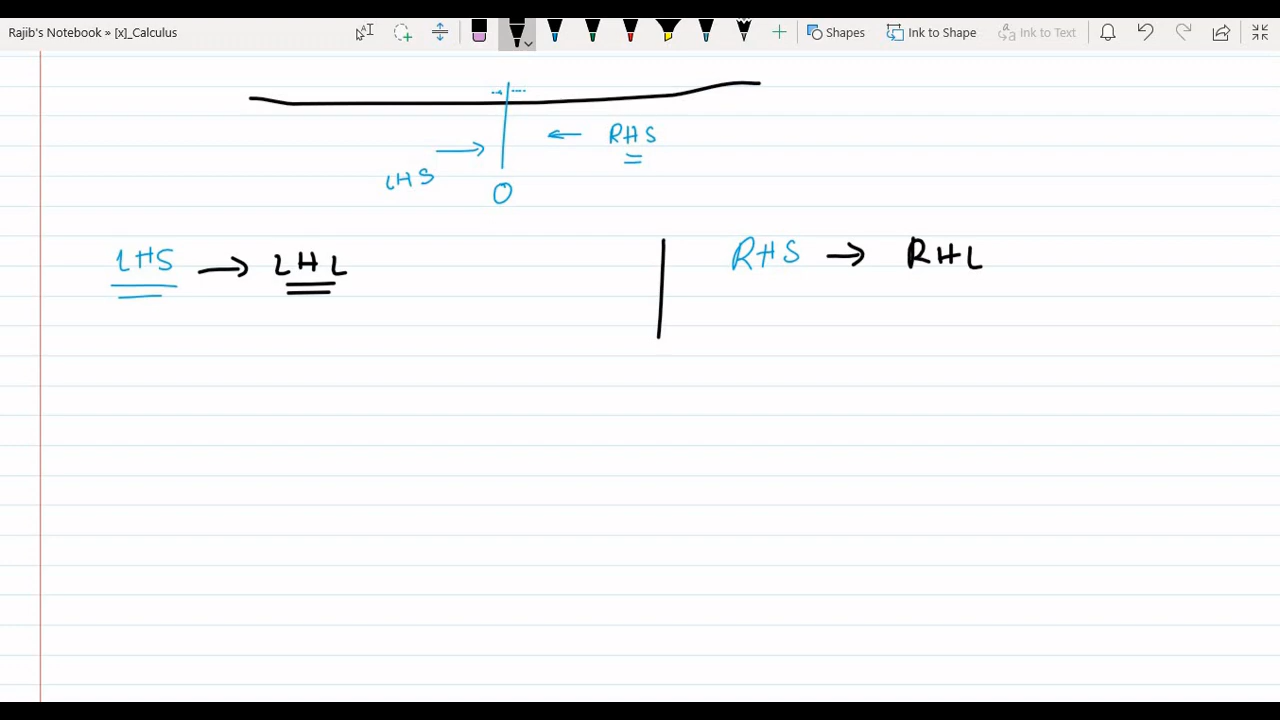 Rajib's Notebook • [x]_Calculus
Shapes
Ink to Shape
Ink to Text
RHS
LHS
0
LHS → LHL
RHS → RHL